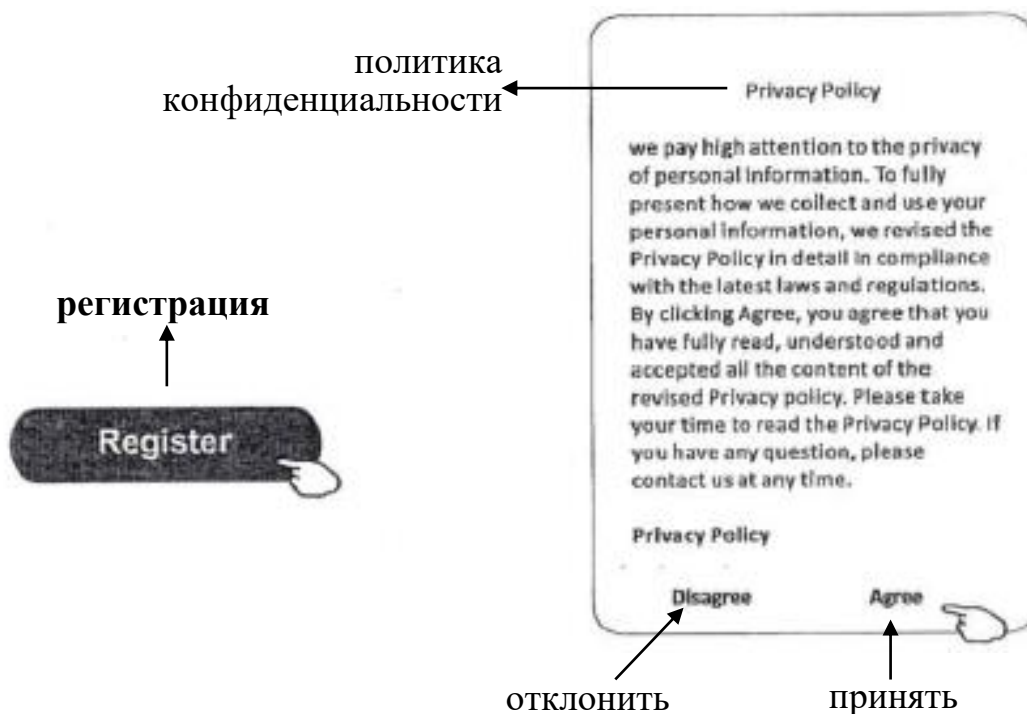 политика
конфиденциальности
Privacy Policy
we pay high attention to the privacy
of personal information. To fully
present how we collect and use your
personal information, we revised the
Privacy Policy in detail in compliance
with the latest laws and regulations.
By clicking Agree, you agree that you
have fully read, understood and
accepted all the content of the
revised Privacy policy. Please take
your time to read the Privacy Policy. If
you have any question, please
contact us at any time.
Privacy Policy
Disagree Agree
отклонить принять
регистрация
Register